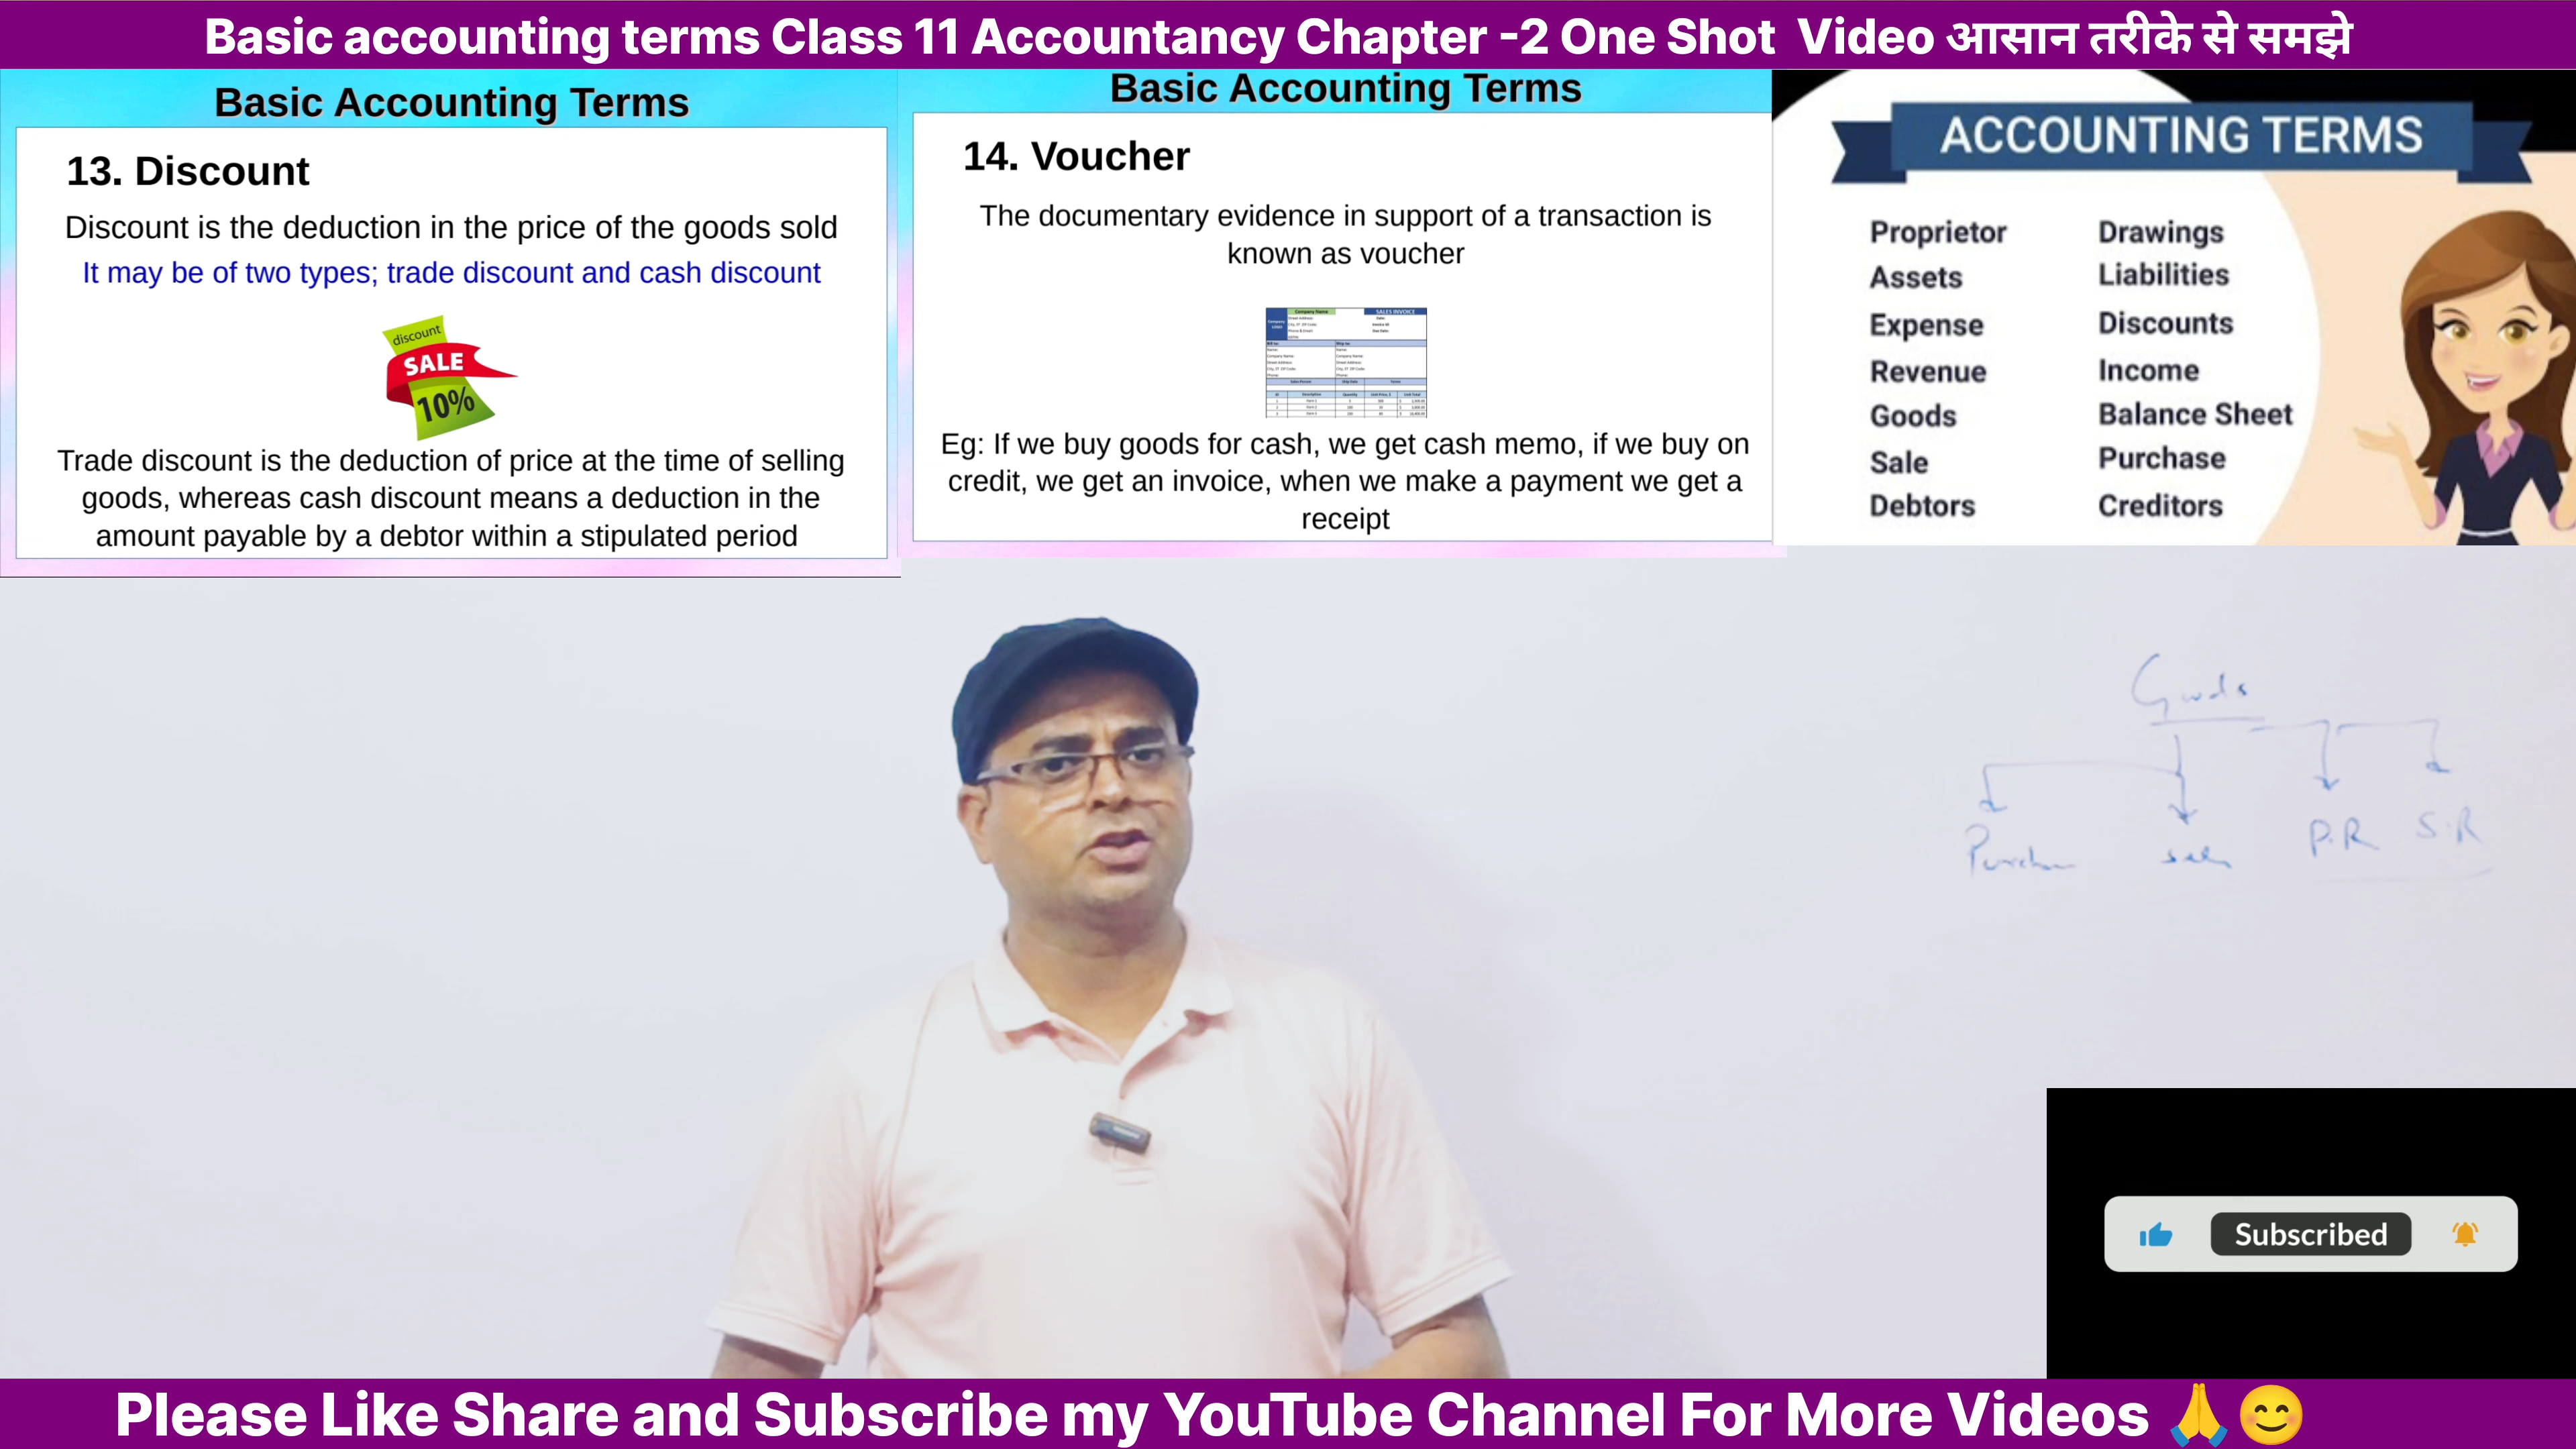 Basic accounting terms Class 11 Accountancy Chapter -2 One Shot Video आसान तरीके से समझे
Basic Accounting Terms
13. Discount
Discount is the deduction in the price of the goods sold
It may be of two types; trade discount and cash discount
discount
SALE
10%
Trade discount is the deduction of price at the time of selling
goods, whereas cash discount means a deduction in the
amount payable by a debtor within a stipulated period
Basic Accounting Terms
14. Voucher
The documentary evidence in support of a transaction is
known as voucher
Company Name
SALES INVOICE
Eg: If we buy goods for cash, we get cash memo, if we buy on
credit, we get an invoice, when we make a payment we get a
receipt
ACCOUNTING TERMS
Proprietor
Assets
Expense
Revenue
Goods
Sale
Debtors
Drawings
Liabilities
Discounts
Income
Balance Sheet
Purchase
Creditors
Goods
P.R
S.R
Subscribed
Please Like Share and Subscribe my YouTube Channel For More Videos 🙏😊